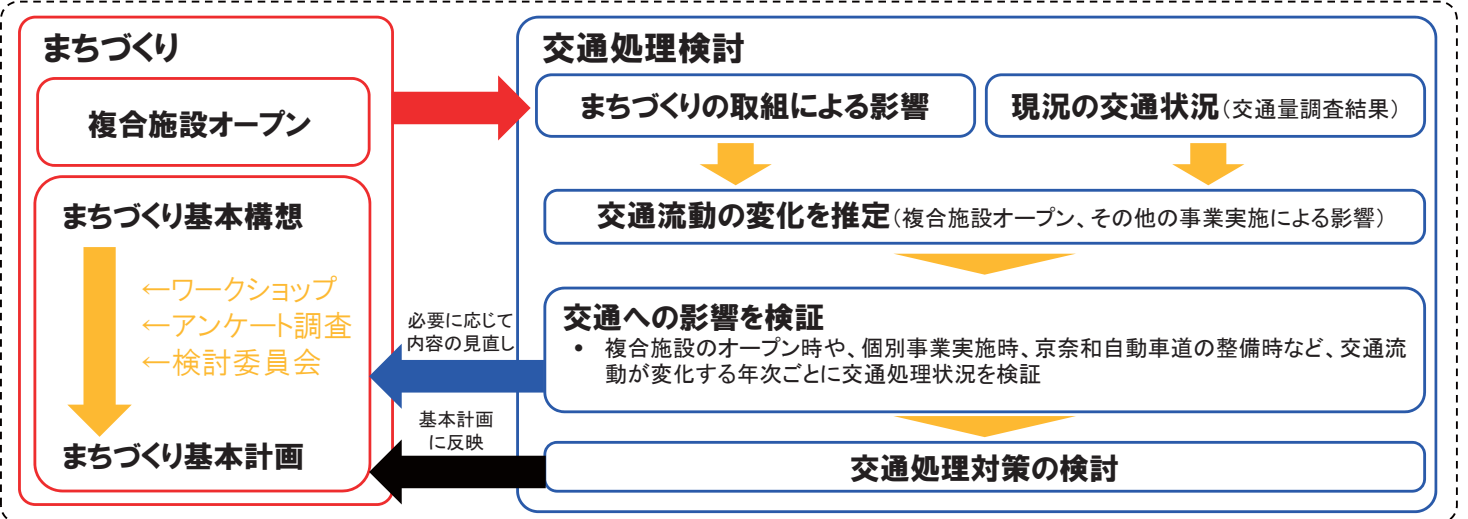 まちづくり
複合施設オープン
まちづくり基本構想
←ワークショップ
←アンケート調査
←検討委員会
まちづくり基本計画
必要に応じて
内容の見直し
基本計画
に反映
交通処理検討
まちづくりの取組による影響
現況の交通状況(交通量調査結果)
交通流動の変化を推定(複合施設オープン、その他の事業実施による影響)
交通への影響を検証
• 複合施設のオープン時や、個別事業実施時、京奈和自動車道の整備時など、交通流
動が変化する年次ごとに交通処理状況を検証
交通処理対策の検討